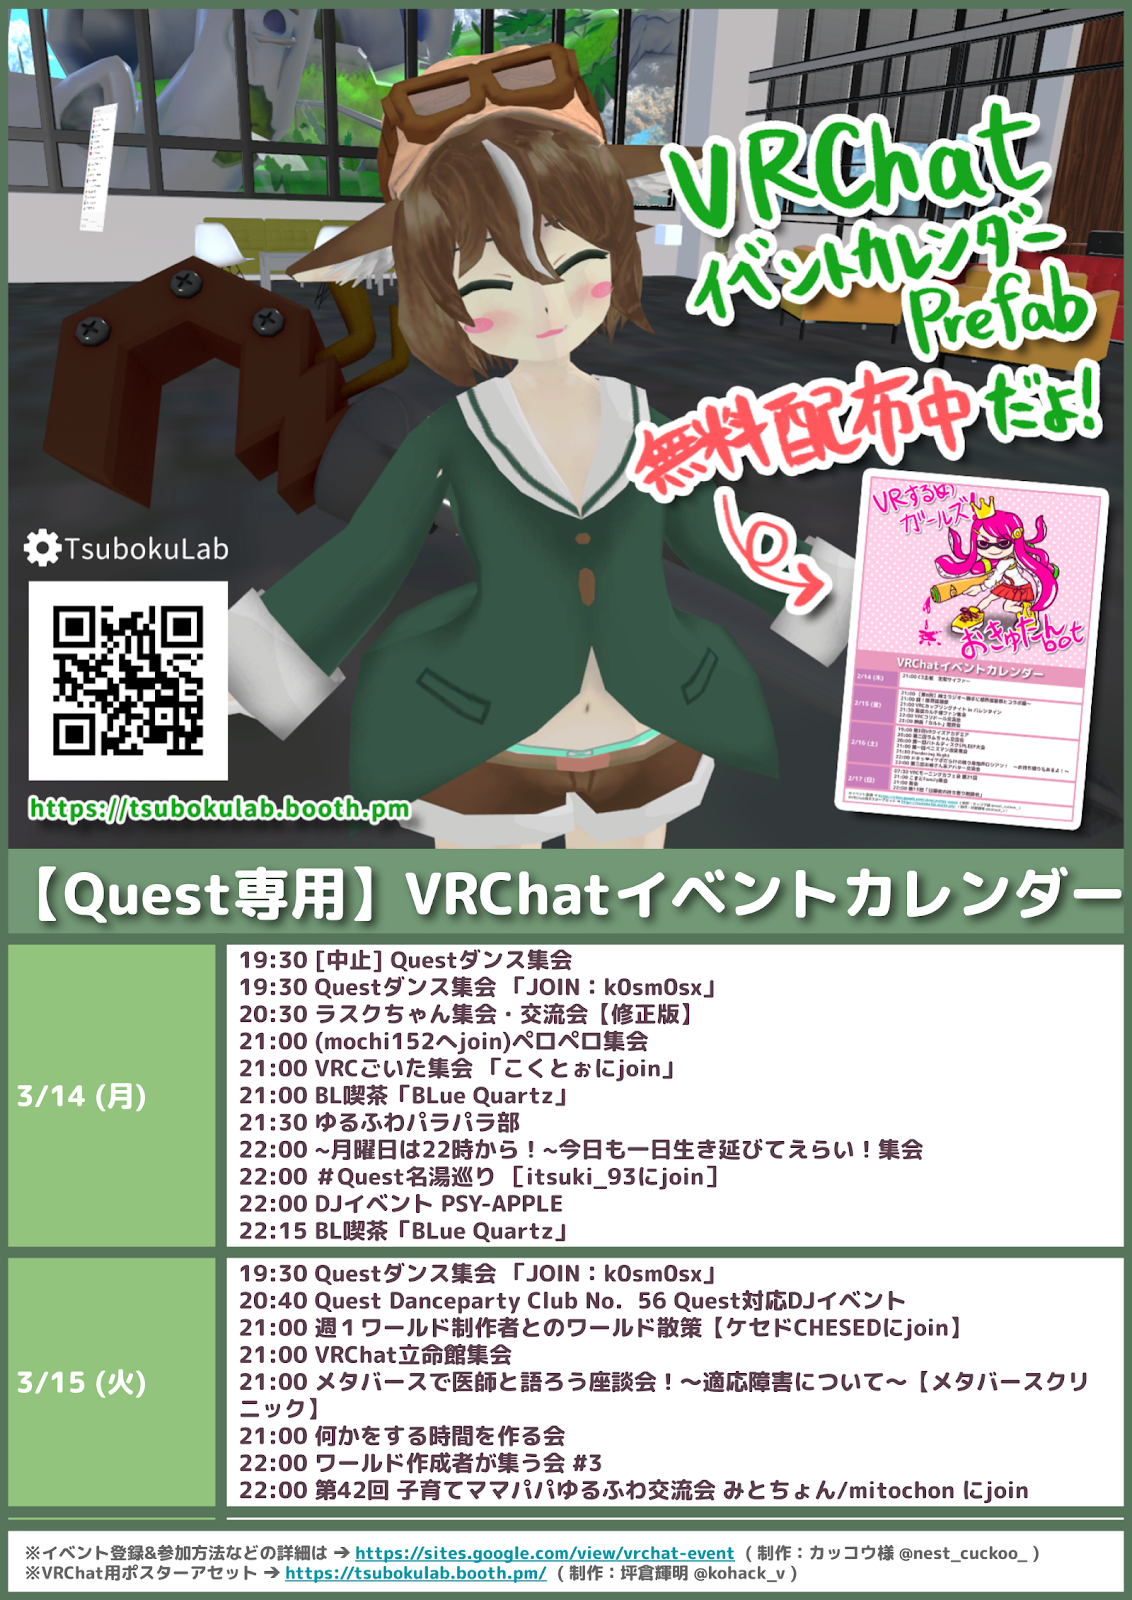 VRChat
イベントカレンダー
Prefab
無料配布中だよ!
TsubokuLab
https://tsubokulab.booth.pm
VRするめ
ガールズ
おきゅたんbot
VRChatイベントカレンダー
2/14 (木)
2/15 (金)
2/16 (土)
2/17 (日)
【Quest専用】VRChatイベントカレンダー
3/14 (月)
19:30 [中止] Questダンス集会
19:30 Questダンス集会 「JOIN：k0sm0sx」
20:30 ラスクちゃん集会・交流会【修正版】
21:00 (mochi152へjoin)ペロペロ集会
21:00 VRCごいた集会 「こくとぉにjoin」
21:00 BL喫茶「BLue Quartz」
21:30 ゆるふわパラパラ部
22:00 ~月曜日は22時から！~今日も一日生き延びてえらい！集会
22:00 ＃Quest名湯巡り ［itsuki_93にjoin］
22:00 DJイベント PSY-APPLE
22:15 BL喫茶「BLue Quartz」
3/15 (火)
19:30 Questダンス集会 「JOIN：k0sm0sx」
20:40 Quest Danceparty Club No．56 Quest対応DJイベント
21:00 週１ワールド制作者とのワールド散策【ケセドCHESEDにjoin】
21:00 VRChat立命館集会
21:00 メタバースで医師と語ろう座談会！～適応障害について～【メタバースクリ
ニック】
21:00 何かをする時間を作る会
22:00 ワールド作成者が集う会 #3
22:00 第42回 子育てママパパゆるふわ交流会 みとちょん/mitochon にjoin
※イベント登録&参加方法などの詳細は ➔ https://sites.google.com/view/vrchat-event ( 制作：カッコウ様 @nest_cuckoo_ )
※VRChat用ポスターアセット ➔ https://tsubokulab.booth.pm/ ( 制作：坪倉輝明 @kohack_v )